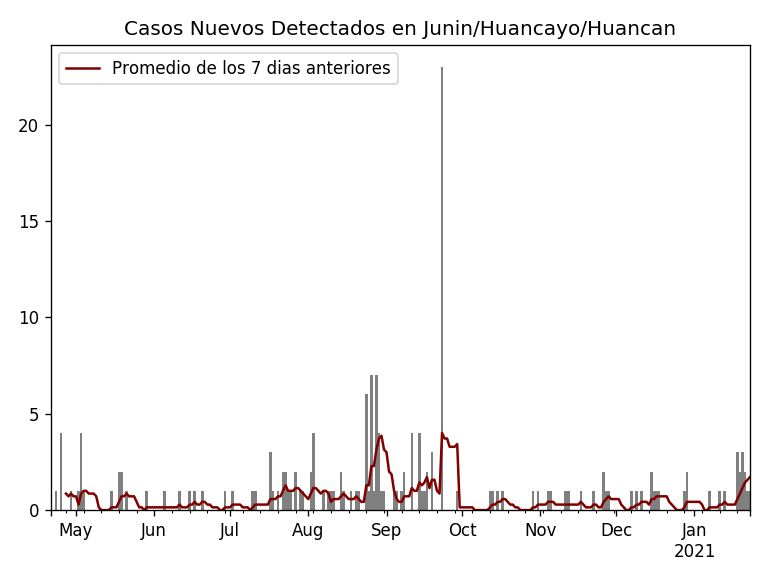 Casos Nuevos Detectados en Junin/Huancayo/Huancan
Promedio de los 7 dias anteriores
20
15
10
5
0
May Jun Jul Aug Sep Oct Nov Dec Jan
2021